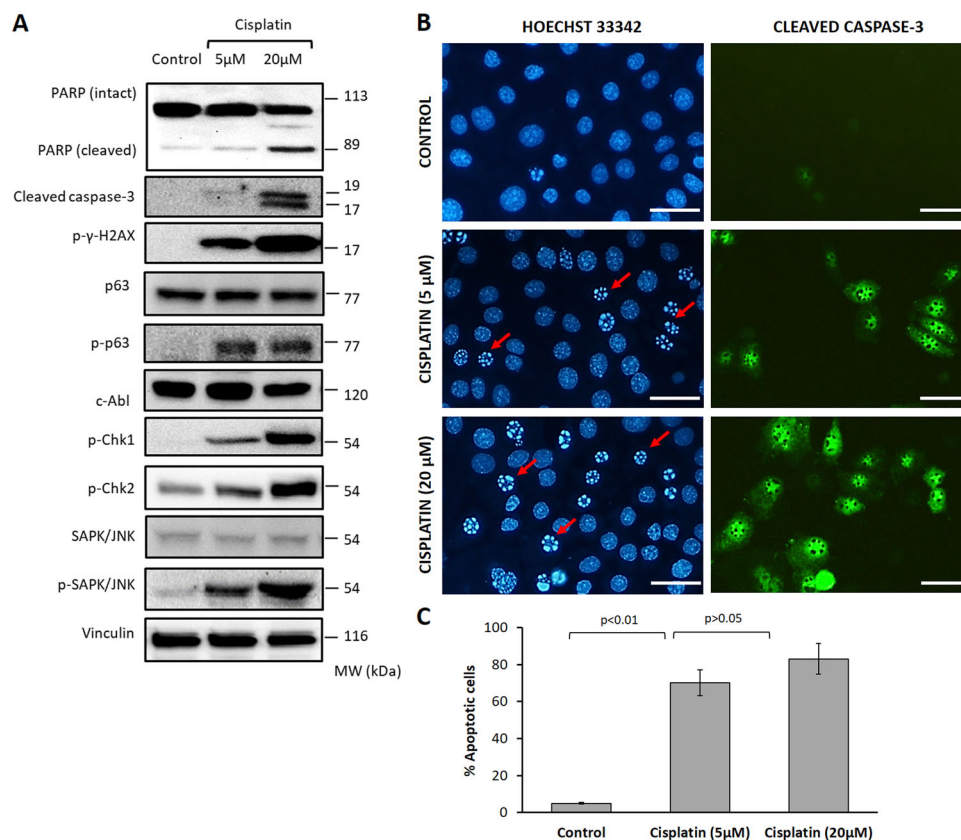 A
Cisplatin
Control 5µM 20µM
PARP (intact) 113
PARP (cleaved) 89
Cleaved caspase-3 19
17
p-γ-H2AX 17
p63 77
p-p63 77
c-Abl 120
p-Chk1 54
p-Chk2 54
SAPK/JNK 54
p-SAPK/JNK 54
Vinculin 116
MW (kDa)
B
HOECHST 33342 CLEAVED CASPASE-3
CONTROL
CISPLATIN (5 µM)
CISPLATIN (20 µM)
C
p<0.01 p>0.05
% Apoptotic cells
100
80
60
40
20
0
Control Cisplatin (5µM) Cisplatin (20µM)